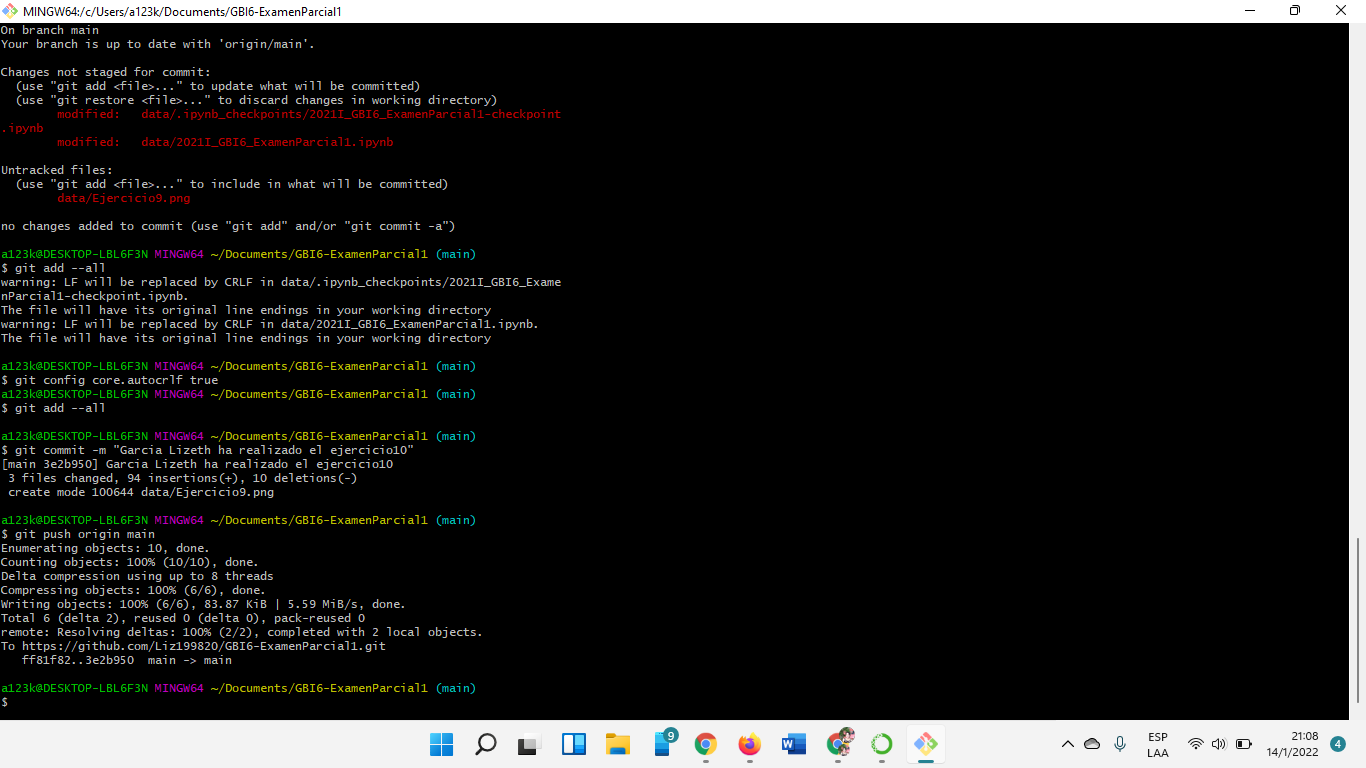 MINGW64:/c/Users/a123k/Documents/GBI6-ExamenParcial1
On branch main
Your branch is up to date with 'origin/main'.
Changes not staged for commit:
(use "git add <file>..." to update what will be committed)
(use "git restore <file>..." to discard changes in working directory)
modified:   data/.ipynb_checkpoints/2021I_GBI6_ExamenParcial1-checkpoint
.ipynb
modified:   data/2021I_GBI6_ExamenParcial1.ipynb
Untracked files:
(use "git add <file>..." to include in what will be committed)
data/Ejercicio9.png
no changes added to commit (use "git add" and/or "git commit -a")
a123k@DESKTOP-LBL6F3N MINGW64 ~/Documents/GBI6-ExamenParcial1 (main)
$ git add --all
warning: LF will be replaced by CRLF in data/.ipynb_checkpoints/2021I_GBI6_Exame
nParcial1-checkpoint.ipynb.
The file will have its original line endings in your working directory
warning: LF will be replaced by CRLF in data/2021I_GBI6_ExamenParcial1.ipynb.
The file will have its original line endings in your working directory
a123k@DESKTOP-LBL6F3N MINGW64 ~/Documents/GBI6-ExamenParcial1 (main)
$ git config core.autocrlf true
a123k@DESKTOP-LBL6F3N MINGW64 ~/Documents/GBI6-ExamenParcial1 (main)
$ git add --all
a123k@DESKTOP-LBL6F3N MINGW64 ~/Documents/GBI6-ExamenParcial1 (main)
$ git commit -m "Garcia Lizeth ha realizado el ejercicio10"
[main 3e2b950] Garcia Lizeth ha realizado el ejercicio10
3 files changed, 94 insertions(+), 10 deletions(-)
create mode 100644 data/Ejercicio9.png
a123k@DESKTOP-LBL6F3N MINGW64 ~/Documents/GBI6-ExamenParcial1 (main)
$ git push origin main
Enumerating objects: 10, done.
Counting objects: 100% (10/10), done.
Delta compression using up to 8 threads
Compressing objects: 100% (6/6), done.
Writing objects: 100% (6/6), 83.87 KiB | 5.59 MiB/s, done.
Total 6 (delta 2), reused 0 (delta 0), pack-reused 0
remote: Resolving deltas: 100% (2/2), completed with 2 local objects.
To https://github.com/Liz199820/GBI6-ExamenParcial1.git
ff81f82..3e2b950  main -> main
a123k@DESKTOP-LBL6F3N MINGW64 ~/Documents/GBI6-ExamenParcial1 (main)
$
9
W
ESP
LAA
21:08
14/1/2022
4